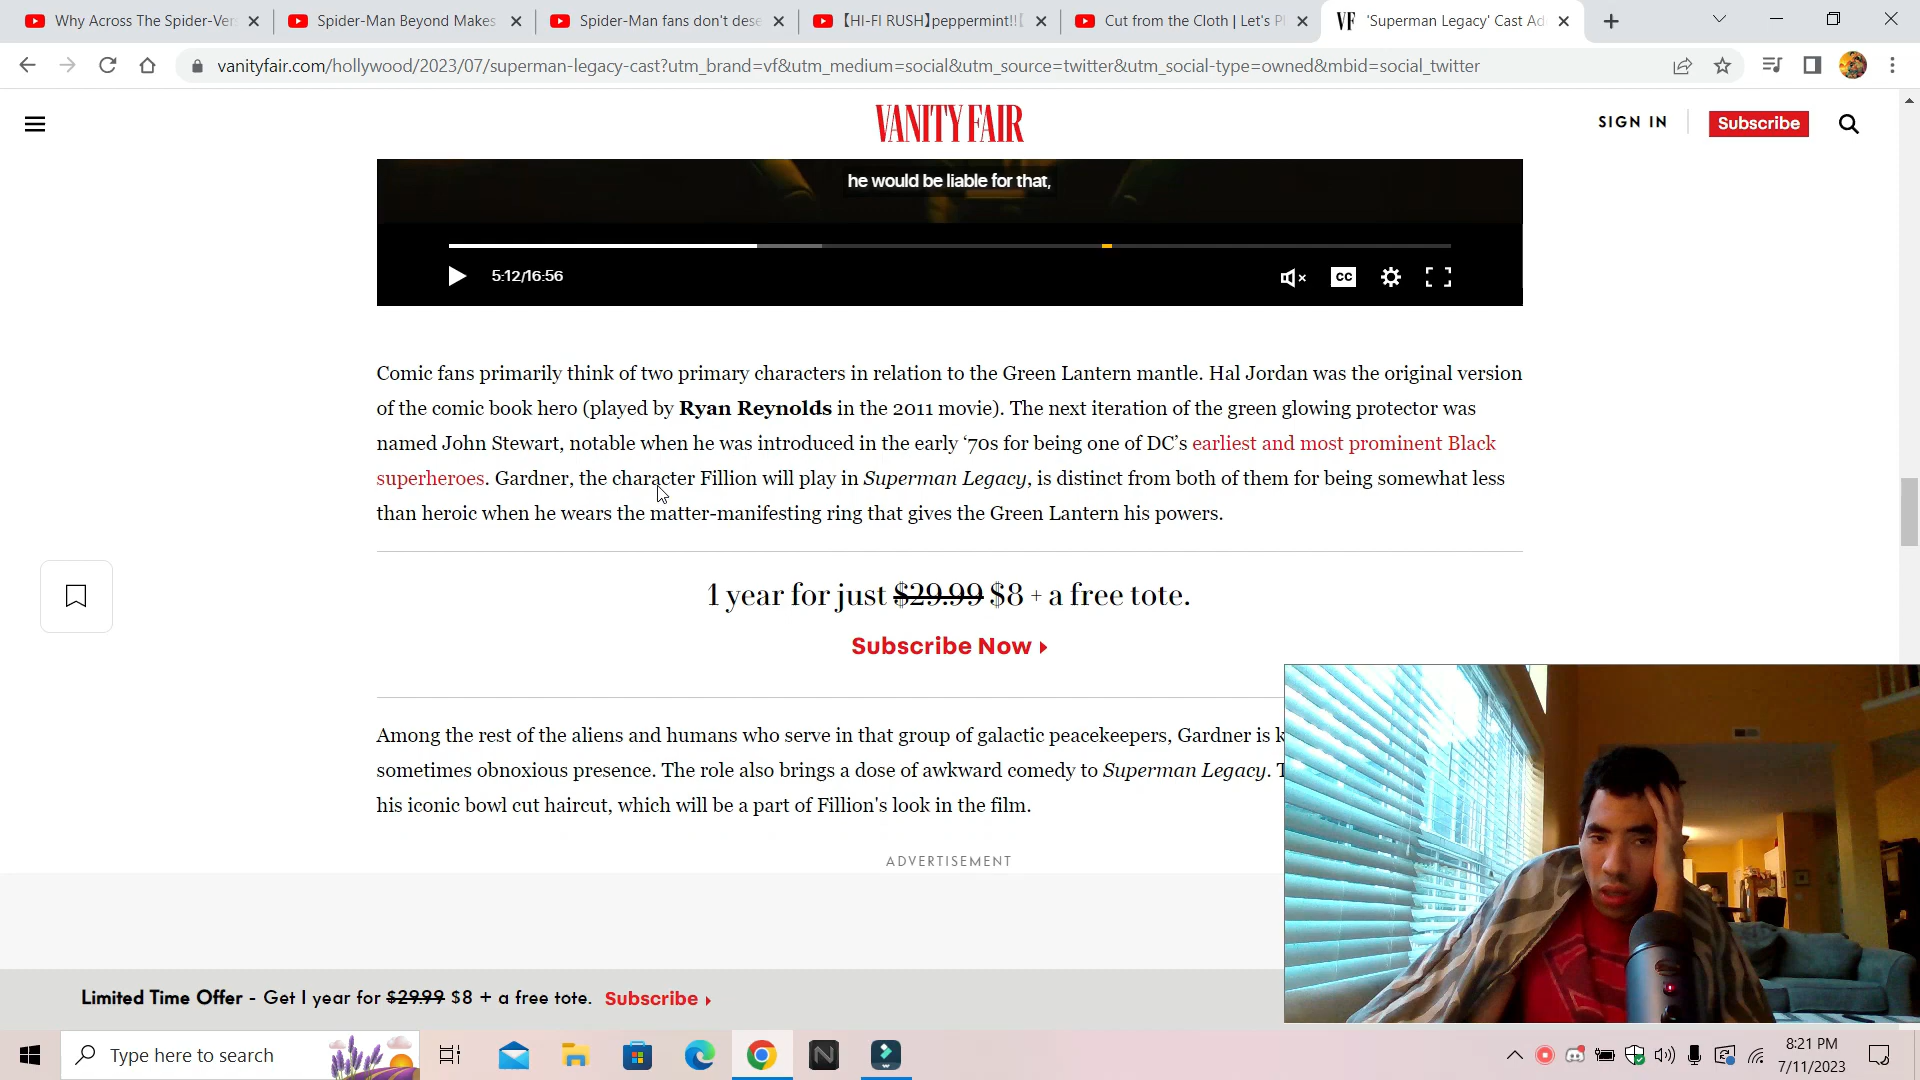 Why Across The Spider-Ver
Spider-Man Beyond Makes
Spider-Man fans don't dese
【HI-FI RUSH】peppermint!!【
Cut from the Cloth | Let's Pl
VF 'Superman Legacy' Cast Ad
vanityfair.com/hollywood/2023/07/superman-legacy-cast?utm_brand=vf&utm_medium=social&utm_source=twitter&utm_social-type=owned&mbid=social_twitter
VANITY FAIR
SIGN IN
Subscribe
he would be liable for that,
5:12/16:56
CC
Comic fans primarily think of two primary characters in relation to the Green Lantern mantle. Hal Jordan was the original version
of the comic book hero (played by Ryan Reynolds in the 2011 movie). The next iteration of the green glowing protector was
named John Stewart, notable when he was introduced in the early ‘70s for being one of DC’s earliest and most prominent Black
superheroes. Gardner, the character Fillion will play in Superman Legacy, is distinct from both of them for being somewhat less
than heroic when he wears the matter-manifesting ring that gives the Green Lantern his powers.
1 year for just $29.99 $8 + a free tote.
Subscribe Now
Among the rest of the aliens and humans who serve in that group of galactic peacekeepers, Gardner is k
sometimes obnoxious presence. The role also brings a dose of awkward comedy to Superman Legacy. T
his iconic bowl cut haircut, which will be a part of Fillion's look in the film.
ADVERTISEMENT
Limited Time Offer - Get 1 year for $29.99 $8 + a free tote. Subscribe
Type here to search
N
8:21 PM
7/11/2023